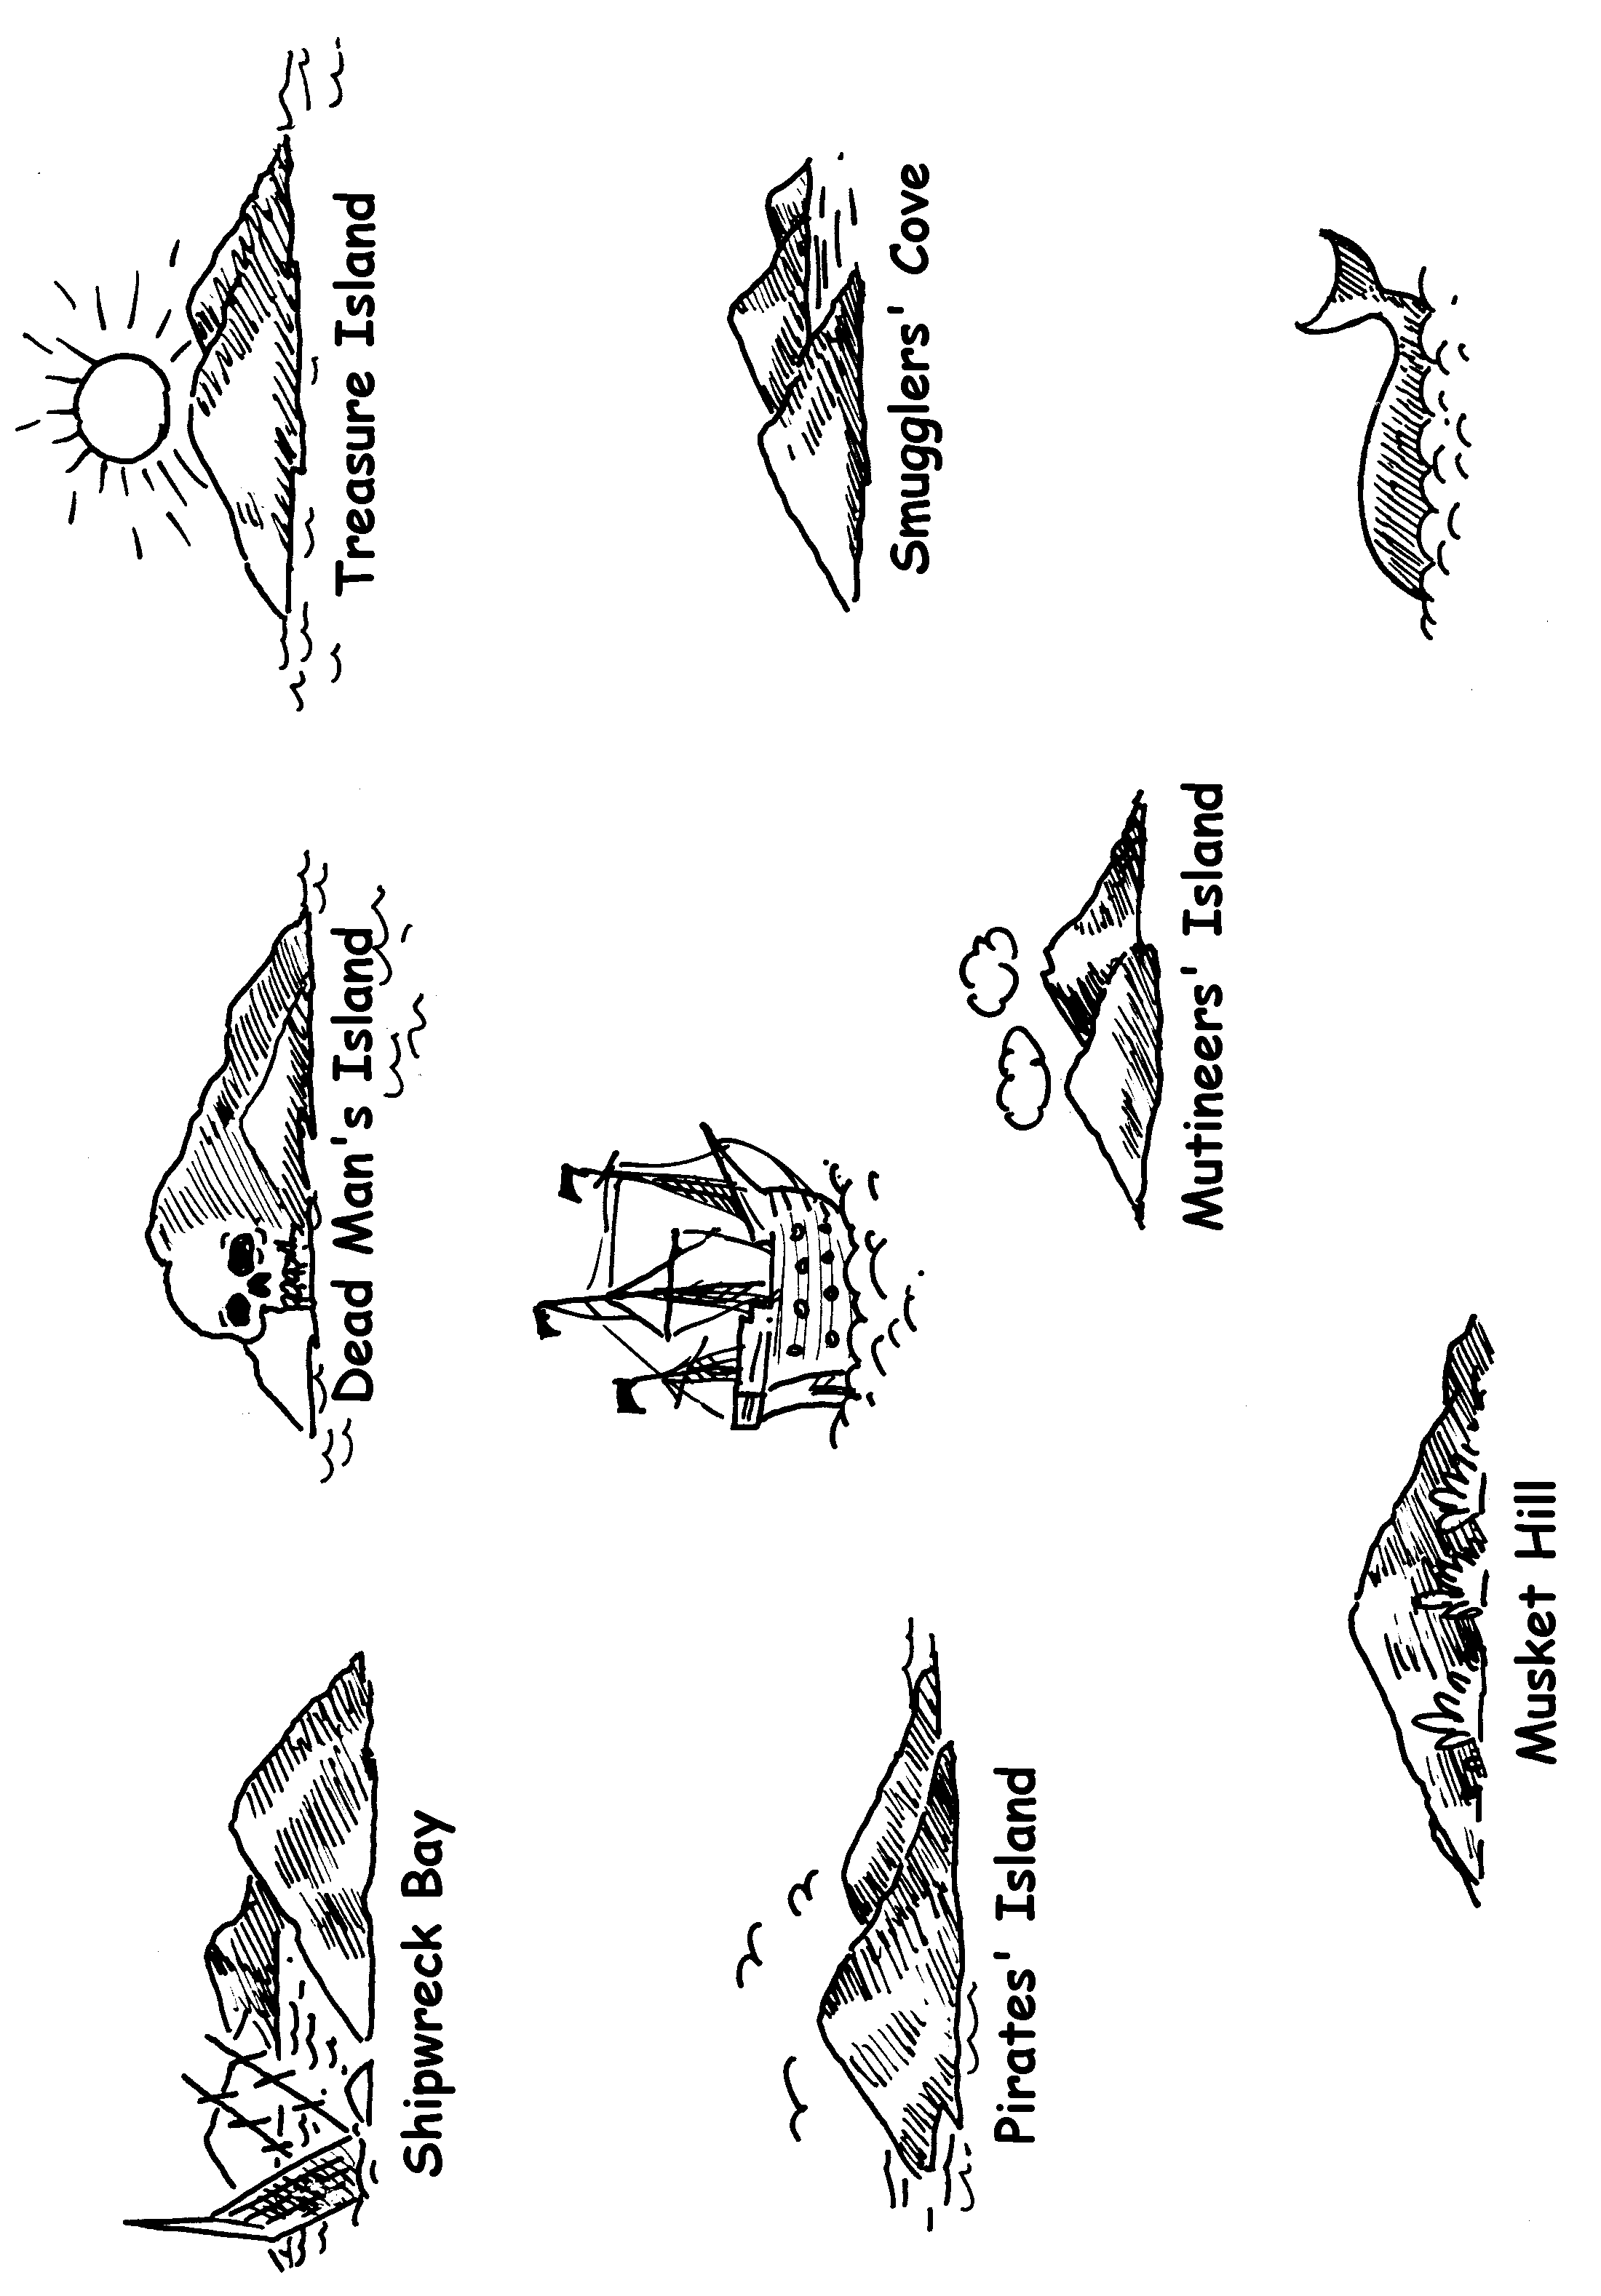 Shipwreck Bay
Dead Man's Island
Treasure Island
Pirates' Island
Smugglers' Cove
Mutineers' Island
Musket Hill